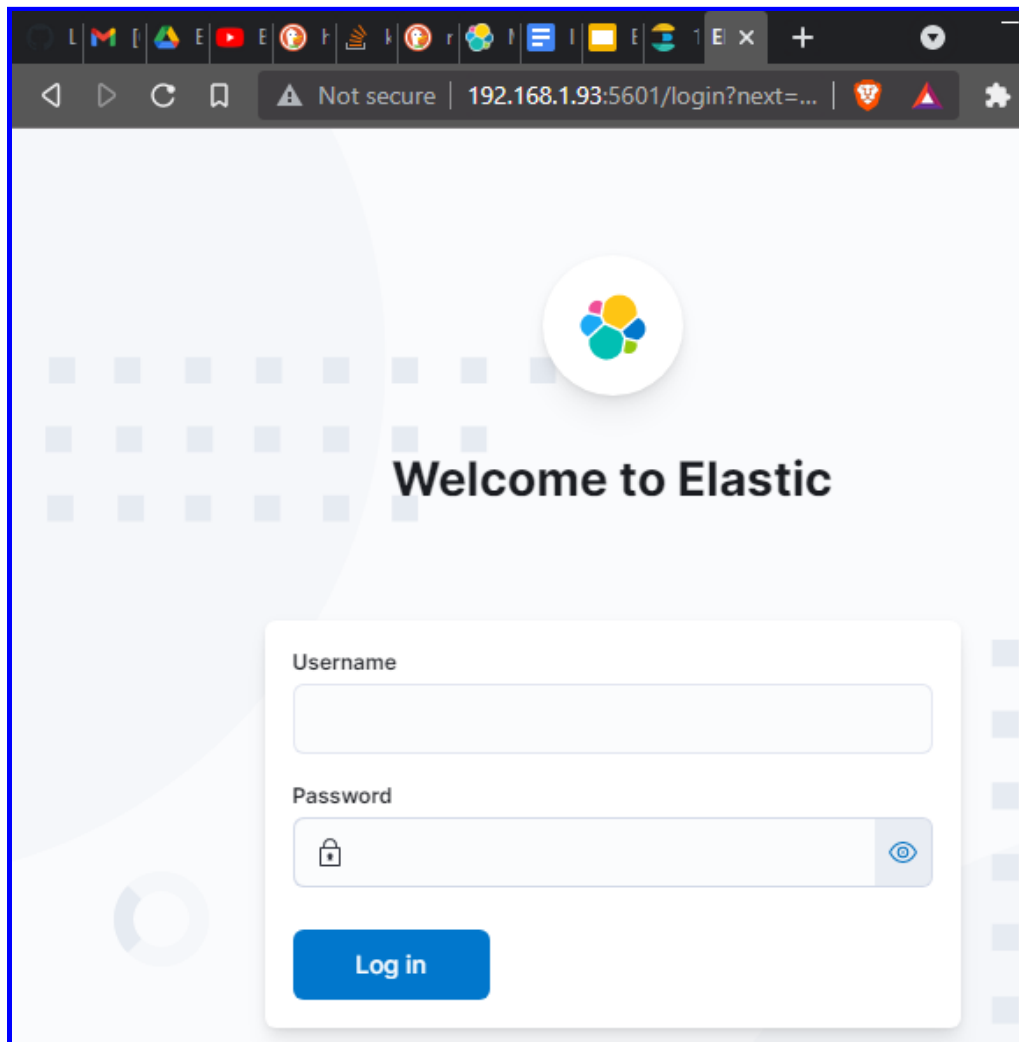 Not secure 192.168.1.93:5601/login?next=...
Welcome to Elastic
Username
Password
Log in